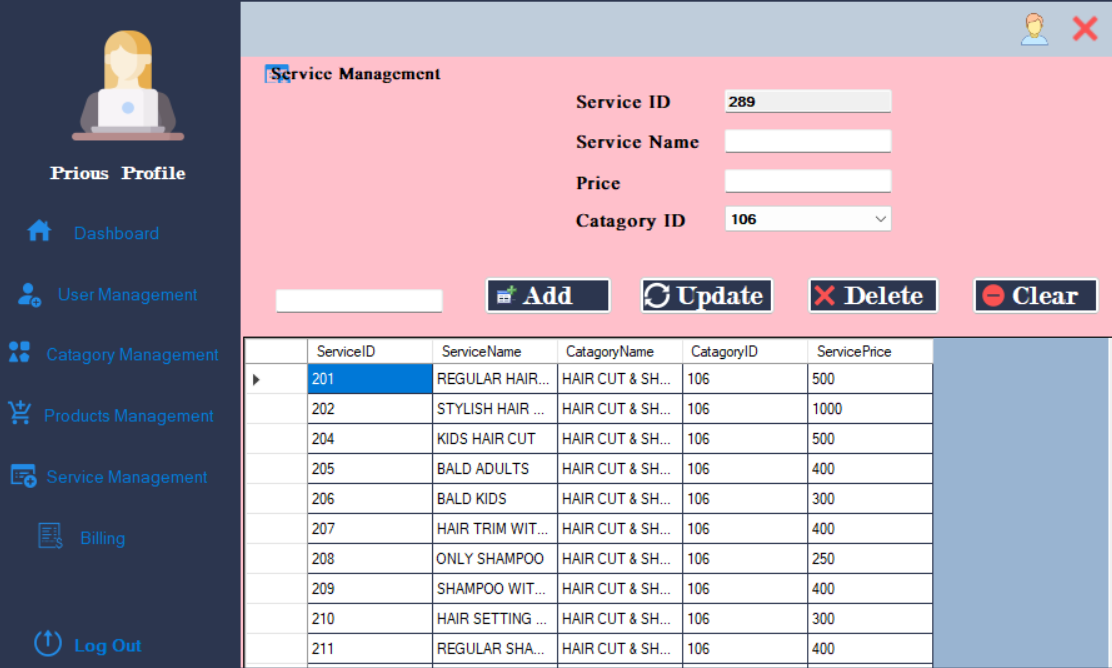 Prious Profile
Dashboard
User Management
Catagory Management
Products Management
Service Management
Billing
Log Out
Service Management
Service ID 289
Service Name
Price
Catagory ID 106
Add Update Delete Clear
ServiceID ServiceName CatagoryName CatagoryID ServicePrice
201 REGULAR HAIR... HAIR CUT & SH... 106 500
202 STYLISH HAIR ... HAIR CUT & SH... 106 1000
204 KIDS HAIR CUT HAIR CUT & SH... 106 500
205 BALD ADULTS HAIR CUT & SH... 106 400
206 BALD KIDS HAIR CUT & SH... 106 300
207 HAIR TRIM WIT... HAIR CUT & SH... 106 400
208 ONLY SHAMPOO HAIR CUT & SH... 106 250
209 SHAMPOO WIT... HAIR CUT & SH... 106 400
210 HAIR SETTING ... HAIR CUT & SH... 106 300
211 REGULAR SHA... HAIR CUT & SH... 106 400